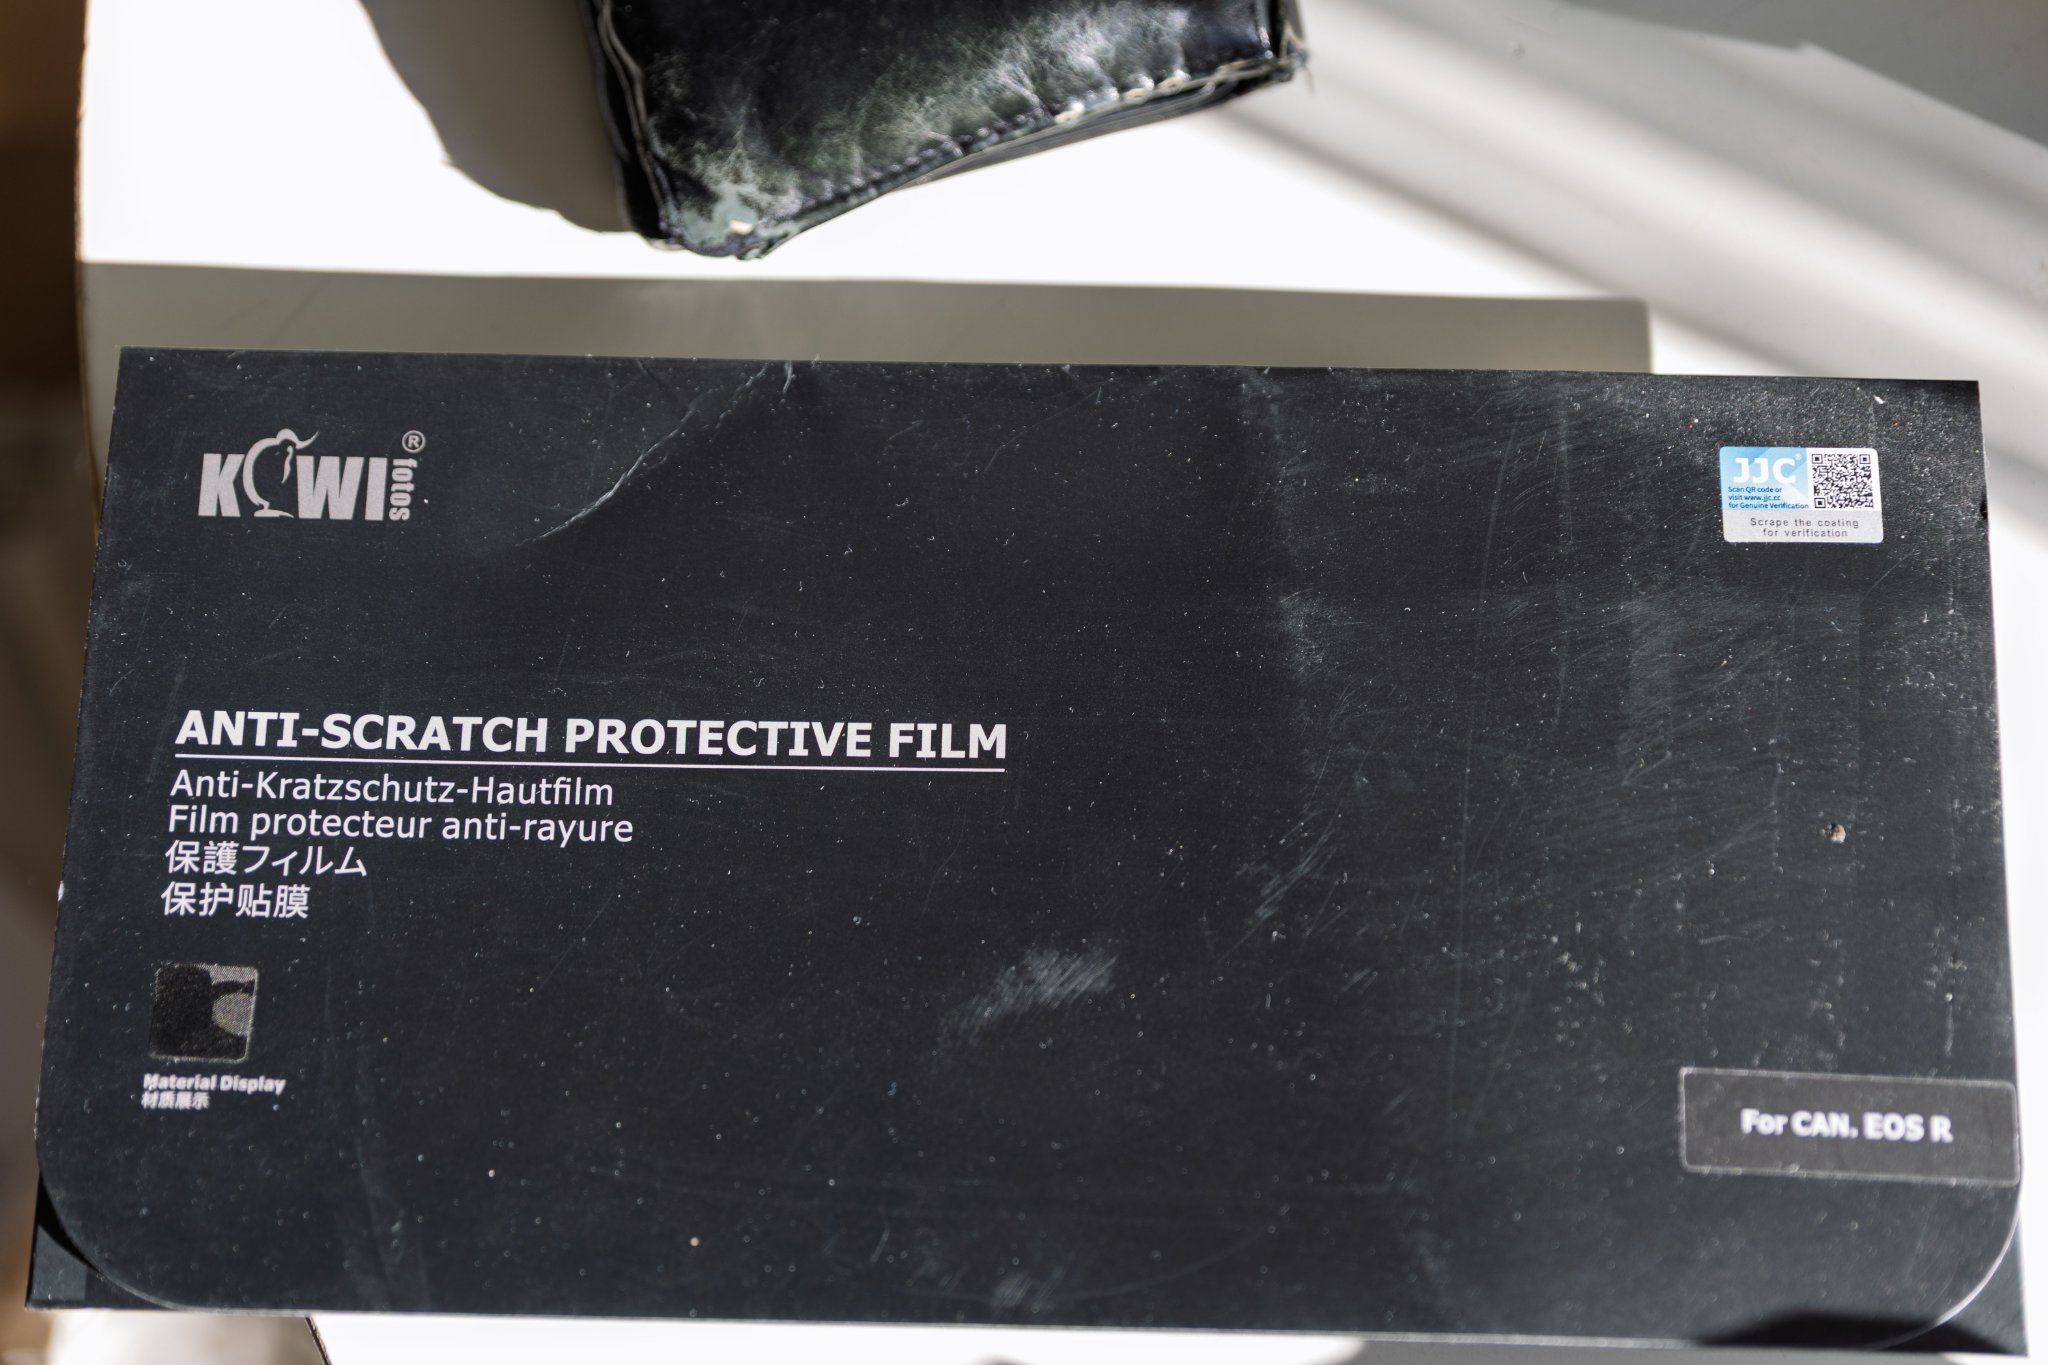 KIWI fotos®
JJC®
Scan QR code or
visit www.jjc.cc
for Genuine Verification
Scrape the coating
for verification
ANTI-SCRATCH PROTECTIVE FILM
Anti-Kratzschutz-Hautfilm
Film protecteur anti-rayure
保護フィルム
保护贴膜
Material Display
材质展示
For CAN. EOS R